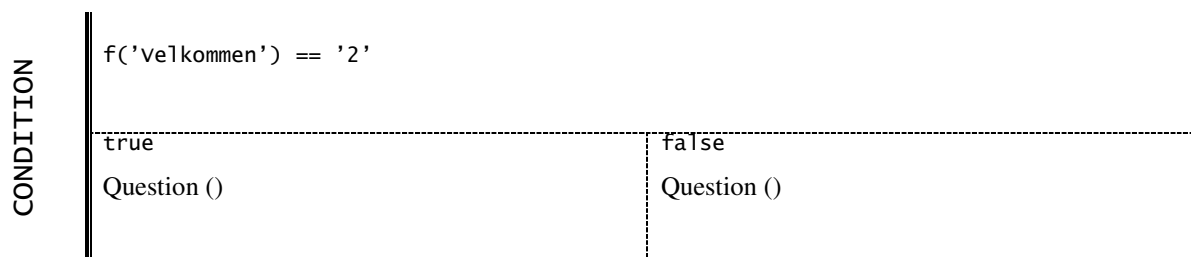 CONDITION
f(’Velkommen’) == ’2’
true
Question ()
false
Question ()